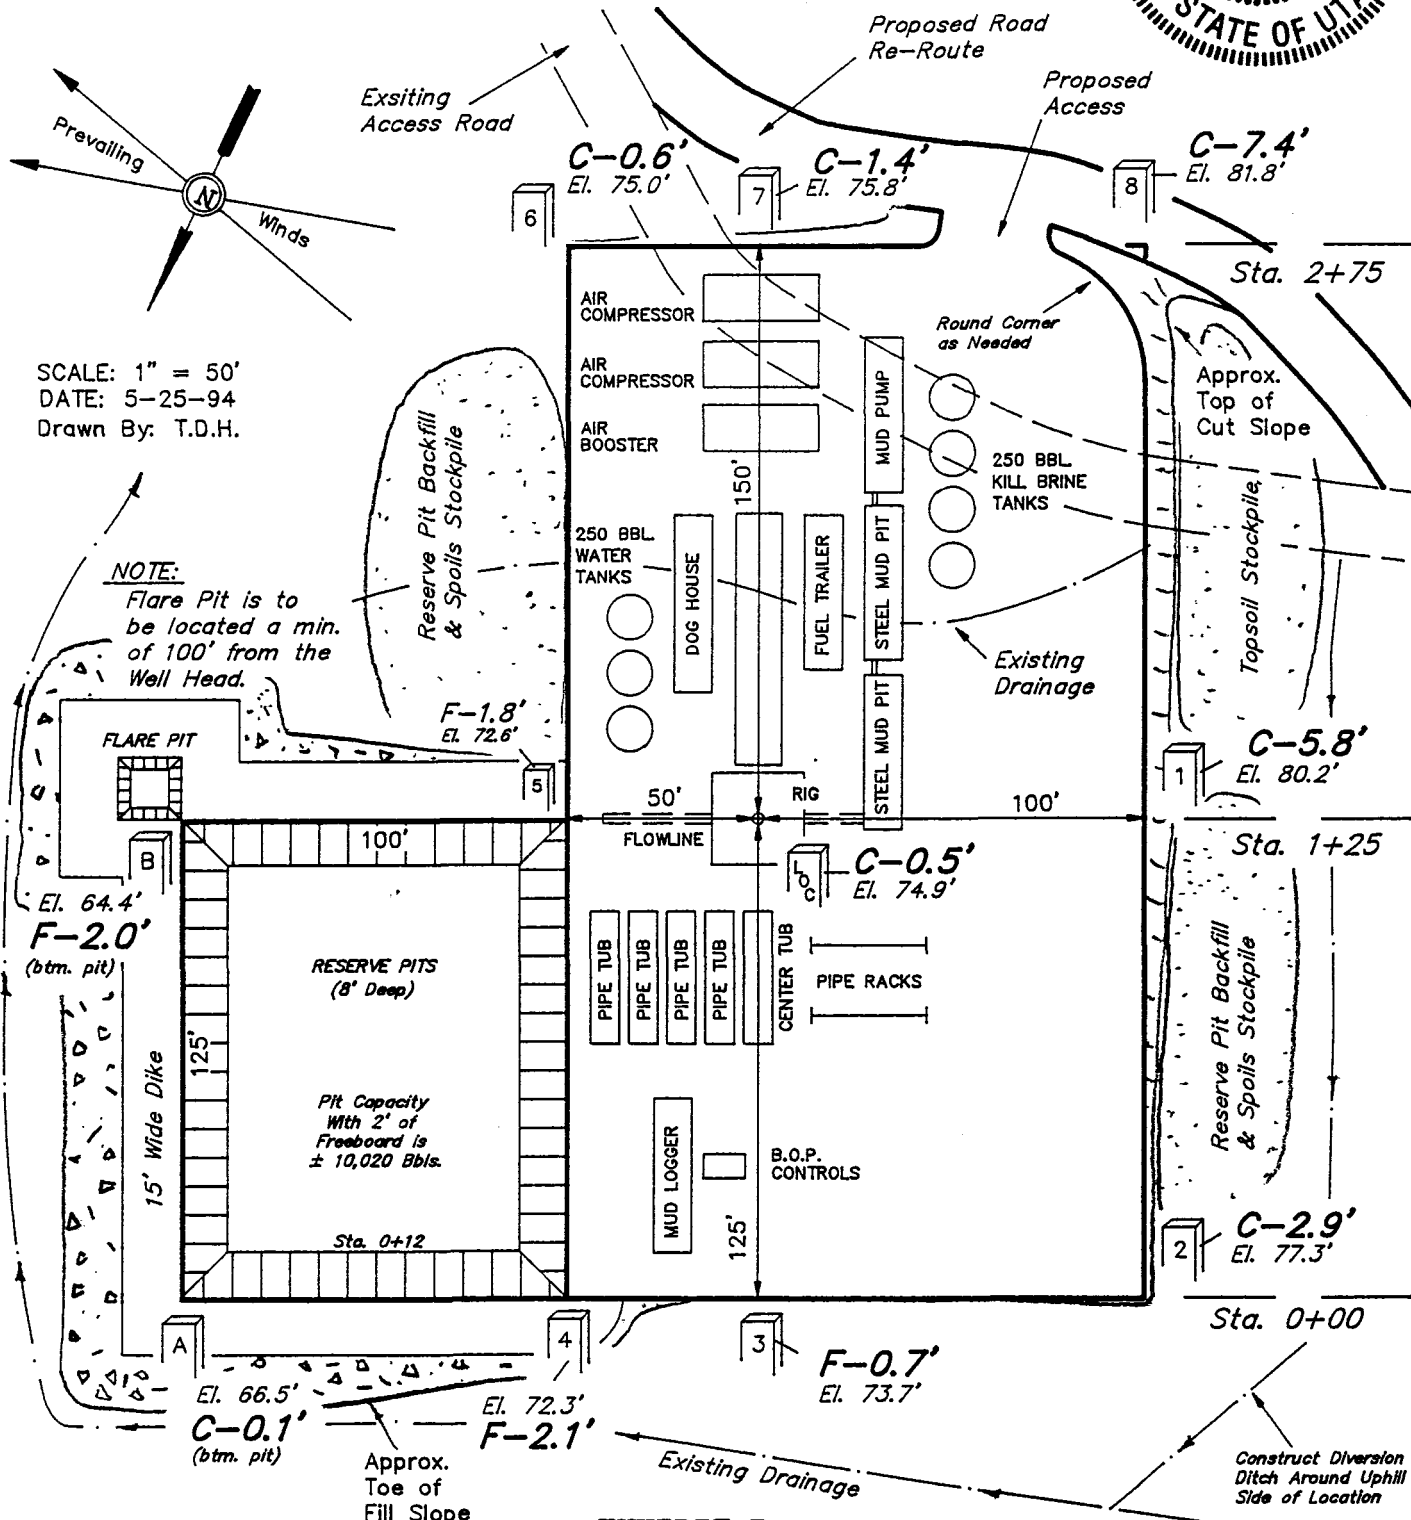 STATE OF UTA
Proposed Road
Re-Route
Proposed
Access
Exsiting
Access Road
Prevailing
Winds
N
C-0.6'
El. 75.0'
6
C-1.4'
El. 75.8'
7
C-7.4'
El. 81.8'
8
Sta. 2+75
SCALE: 1" = 50'
DATE: 5-25-94
Drawn By: T.D.H.
AIR
COMPRESSOR
AIR
COMPRESSOR
AIR
BOOSTER
Round Corner
as Needed
Approx.
Top of
Cut Slope
Reserve Pit Backfill
& Spoils Stockpile
150'
MUD PUMP
250 BBL.
KILL BRINE
TANKS
Topsoil Stockpile
250 BBL.
WATER
TANKS
DOG HOUSE
FUEL TRAILER
STEEL MUD PIT
STEEL MUD PIT
Existing
Drainage
NOTE:
Flare Pit is to
be located a min.
of 100' from the
Well Head.
FLARE PIT
F-1.8'
El. 72.6'
5
C-5.8'
El. 80.2'
1
50'
RIG
100'
FLOWLINE
Sta. 1+25
100'
B
El. 64.4'
F-2.0'
(btm. pit)
LOC
C-0.5'
El. 74.9'
RESERVE PITS
(8' Deep)
PIPE TUB
PIPE TUB
PIPE TUB
PIPE TUB
CENTER TUB
PIPE RACKS
Reserve Pit Backfill
& Spoils Stockpile
125'
15' Wide Dike
Pit Capacity
With 2' of
Freeboard is
± 10,020 Bbls.
MUD LOGGER
B.O.P.
CONTROLS
Sta. 0+12
125'
C-2.9'
El. 77.3'
2
Sta. 0+00
A
El. 66.5'
C-0.1'
(btm. pit)
4
El. 72.3'
F-2.1'
3
F-0.7'
El. 73.7'
Approx.
Toe of
Fill Slope
Existing Drainage
Construct Diversion
Ditch Around Uphill
Side of Location